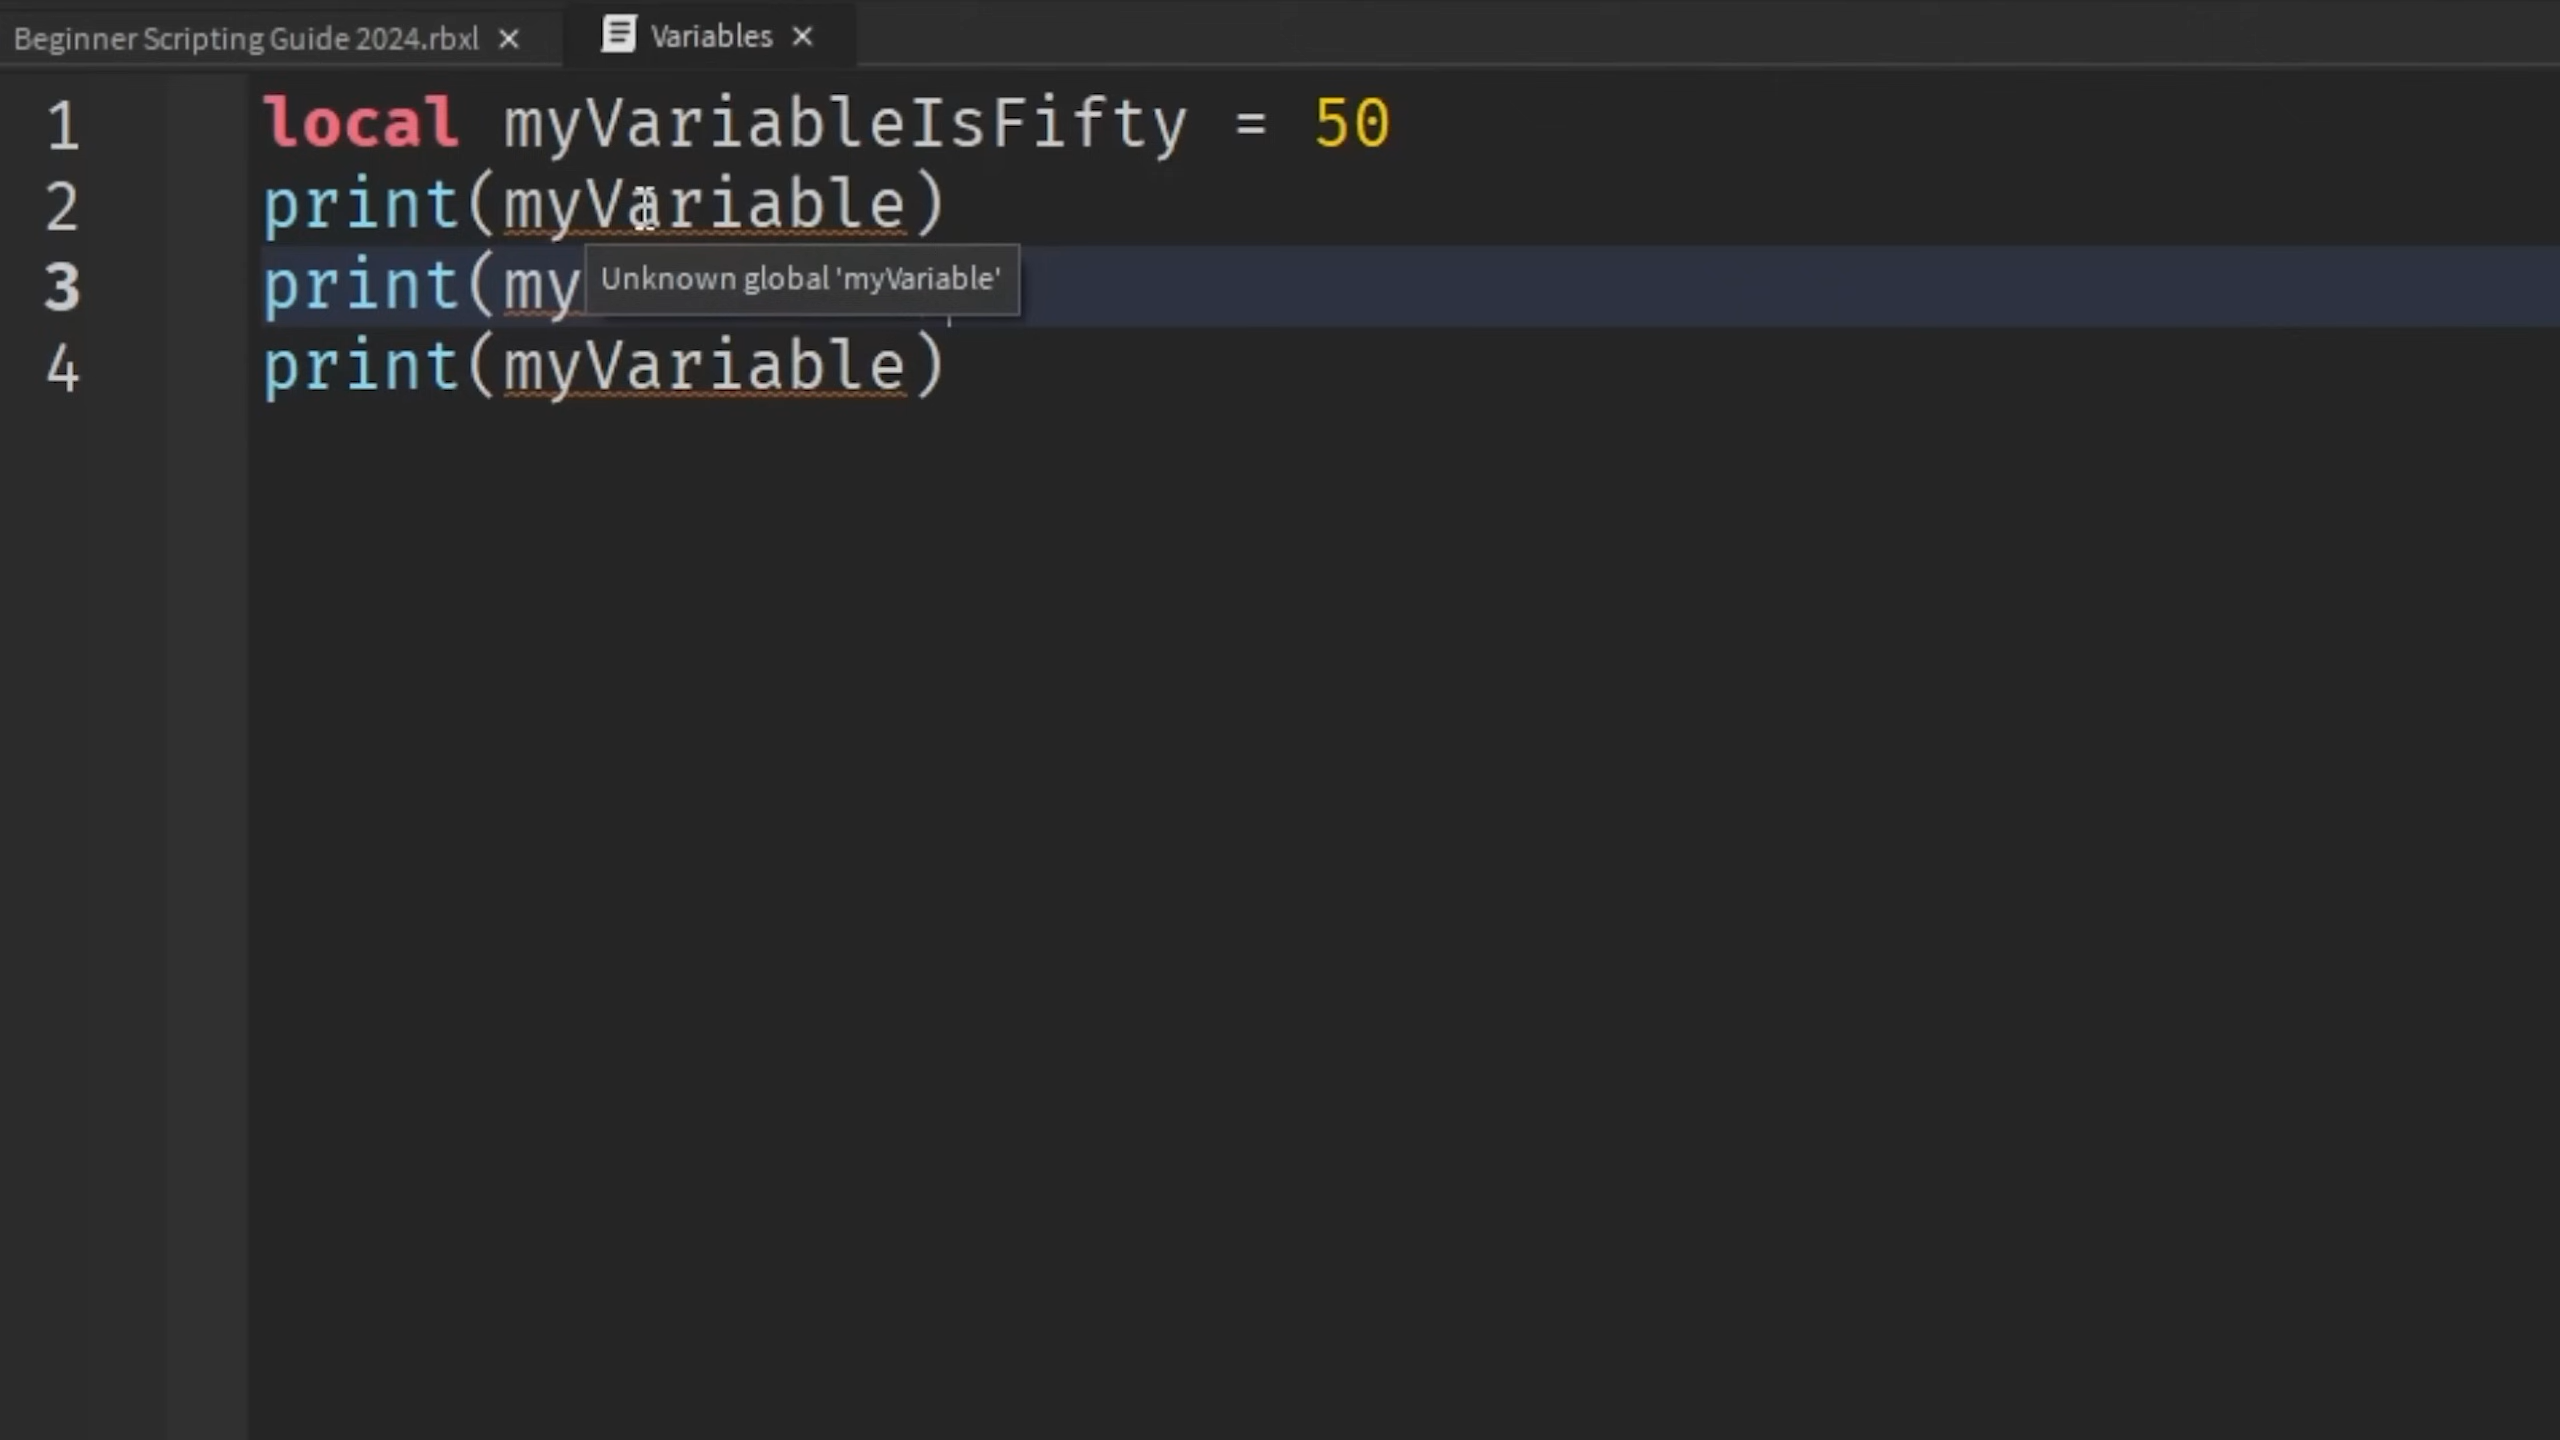 Beginner Scripting Guide 2024.rbxl × Variables ×
1 local myVariableIsFifty = 50
2 print(myVariable)
3 print(my
Unknown global 'myVariable'
4 print(myVariable)